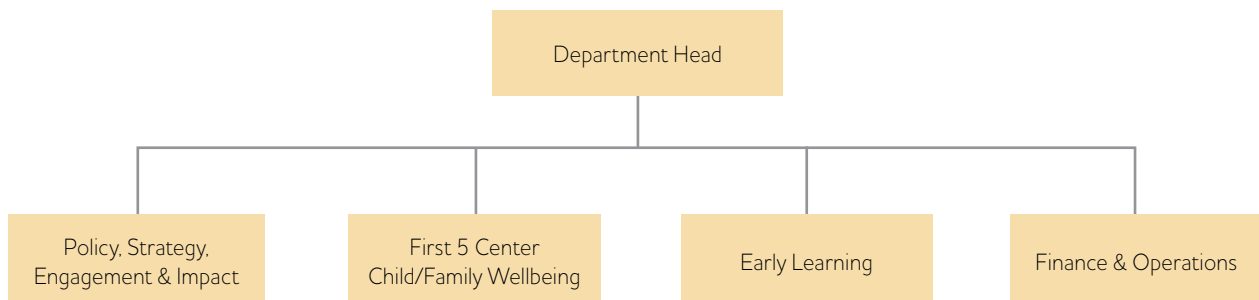 Department Head
Policy, Strategy,
Engagement & Impact
First 5 Center
Child/Family Wellbeing
Early Learning
Finance & Operations